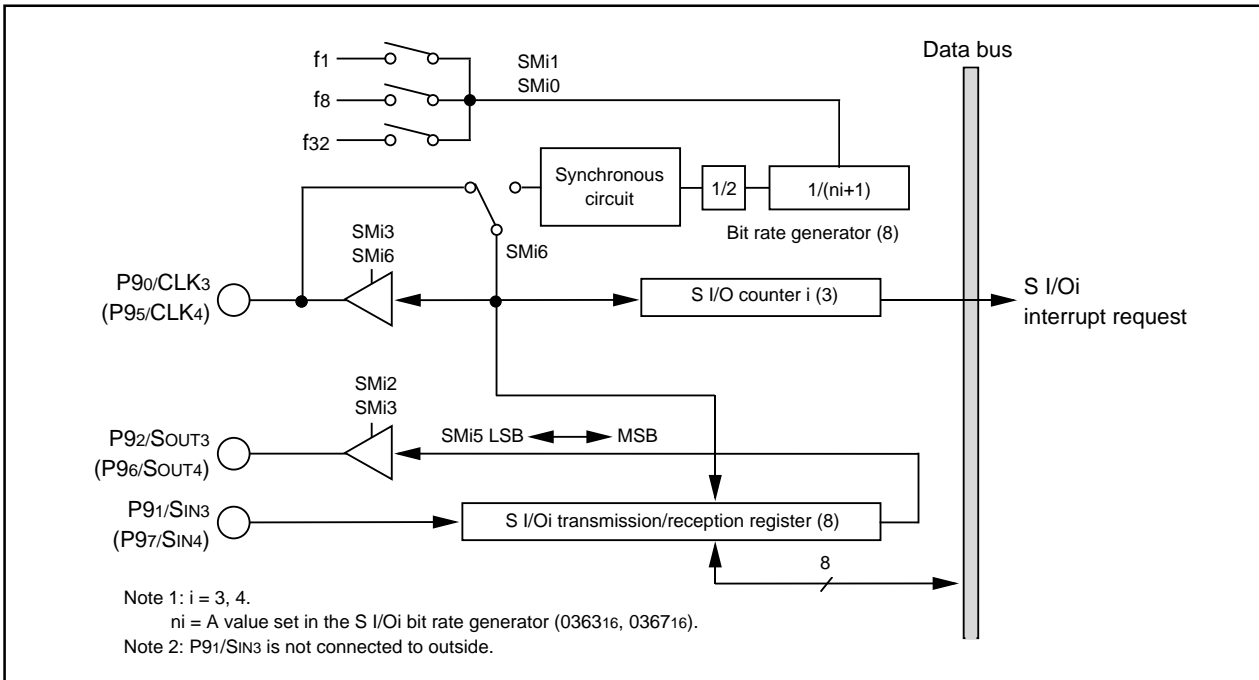 Data bus
f1
SMi1
SMi0
f8
f32
Synchronous
circuit
1/2
1/(ni+1)
Bit rate generator (8)
SMi6
SMi3
SMi6
P90/CLK3
(P95/CLK4)
S I/O counter i (3)
S I/Oi
interrupt request
SMi2
SMi3
SMi5 LSB
MSB
P92/SOUT3
(P96/SOUT4)
P91/SIN3
(P97/SIN4)
S I/Oi transmission/reception register (8)
8
Note 1: i = 3, 4.
ni = A value set in the S I/Oi bit rate generator (036316, 036716).
Note 2: P91/SIN3 is not connected to outside.